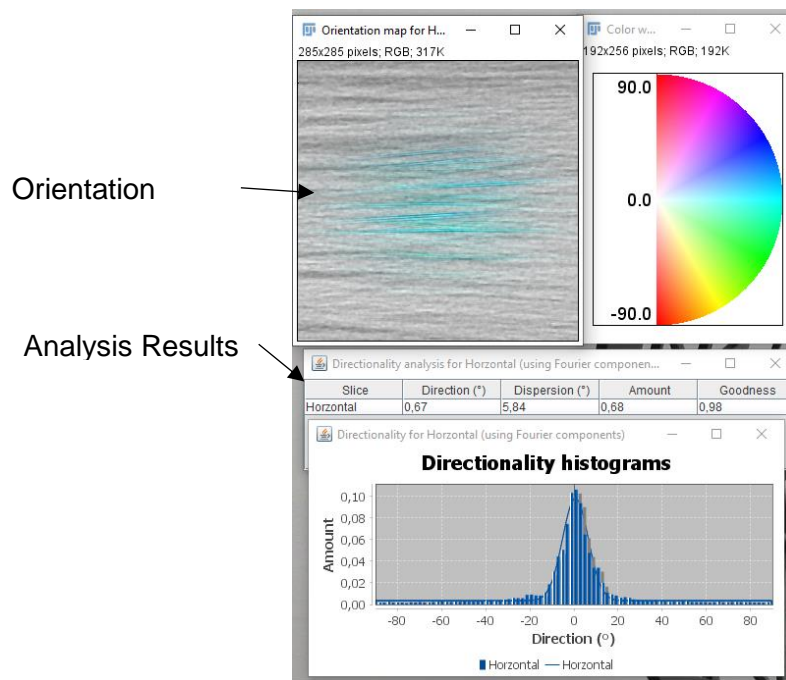 Orientation map for H...
Color w...
285x285 pixels; RGB; 317K
192x256 pixels; RGB; 192K
90.0
Orientation
0.0
-90.0
Analysis Results
Directionality analysis for Horzontal (using Fourier componen...
Slice Direction (°) Dispersion (°) Amount Goodness
Horzontal 0,67 5,84 0,68 0,98
Directionality for Horzontal (using Fourier components)
Directionality histograms
0,10
0,08
0,06
0,04
0,02
0,00
Amount
-80 -60 -40 -20 0 20 40 60 80
Direction (°)
Horzontal Horzontal